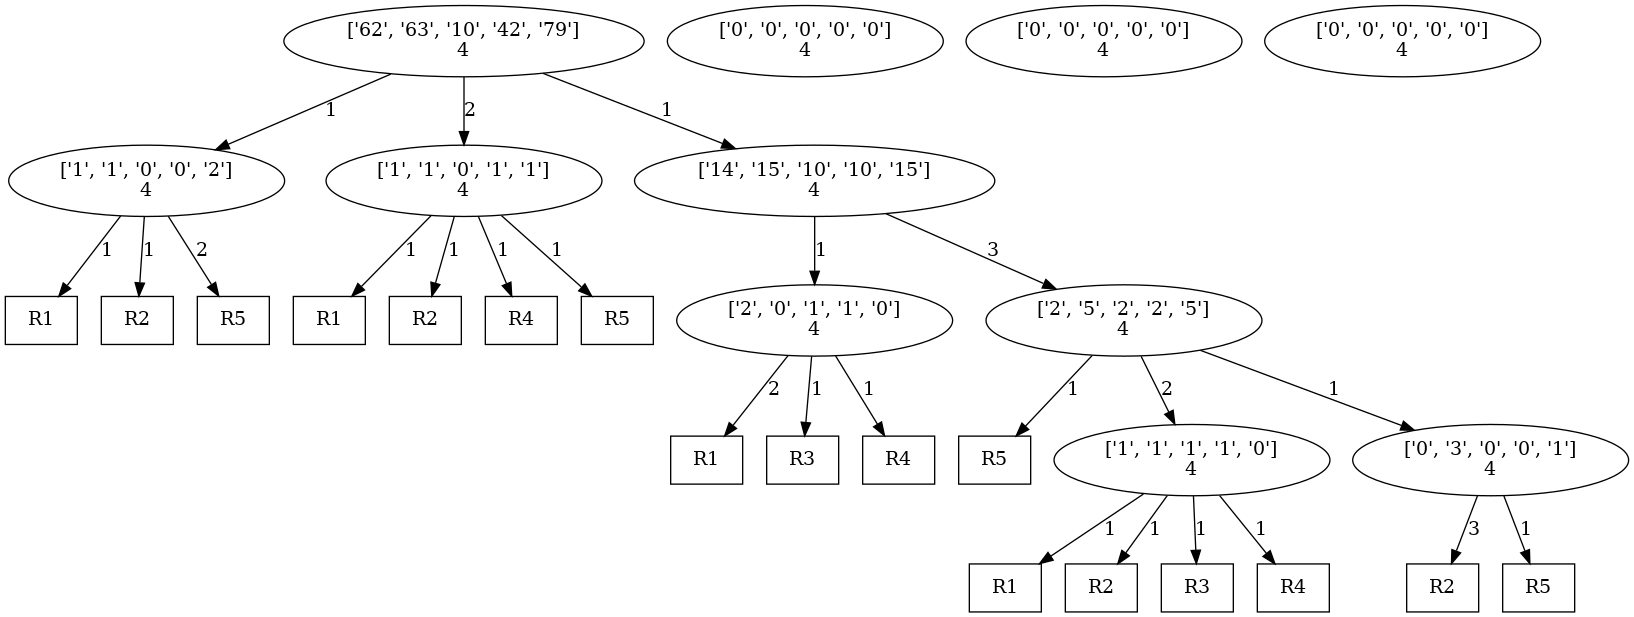 ['62', '63', '10', '42', '79']
4
['0', '0', '0', '0', '0']
4
['0', '0', '0', '0', '0']
4
['0', '0', '0', '0', '0']
4
1
2
1
['1', '1', '0', '0', '2']
4
['1', '1', '0', '1', '1']
4
['14', '15', '10', '10', '15']
4
1
1
2
1
1
1
1
1
3
R1
R2
R5
R1
R2
R4
R5
['2', '0', '1', '1', '0']
4
['2', '5', '2', '2', '5']
4
2
1
1
1
2
1
R1
R3
R4
R5
['1', '1', '1', '1', '0']
4
['0', '3', '0', '0', '1']
4
1
1
1
1
3
1
R1
R2
R3
R4
R2
R5